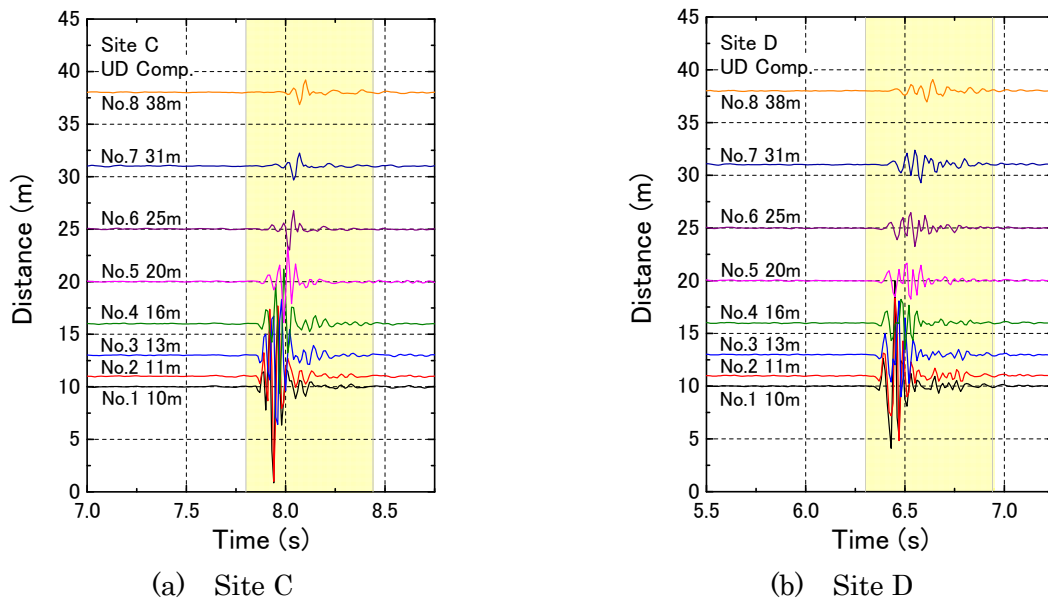 45
40
35
30
25
20
15
10
5
0
Distance (m)
Site C
UD Comp.
No.8 38m
No.7 31m
No.6 25m
No.5 20m
No.4 16m
No.3 13m
No.2 11m
No.1 10m
7.0 7.5 8.0 8.5
Time (s)
(a) Site C
45
40
35
30
25
20
15
10
5
0
Distance (m)
Site D
UD Comp.
No.8 38m
No.7 31m
No.6 25m
No.5 20m
No.4 16m
No.3 13m
No.2 11m
No.1 10m
5.5 6.0 6.5 7.0
Time (s)
(b) Site D